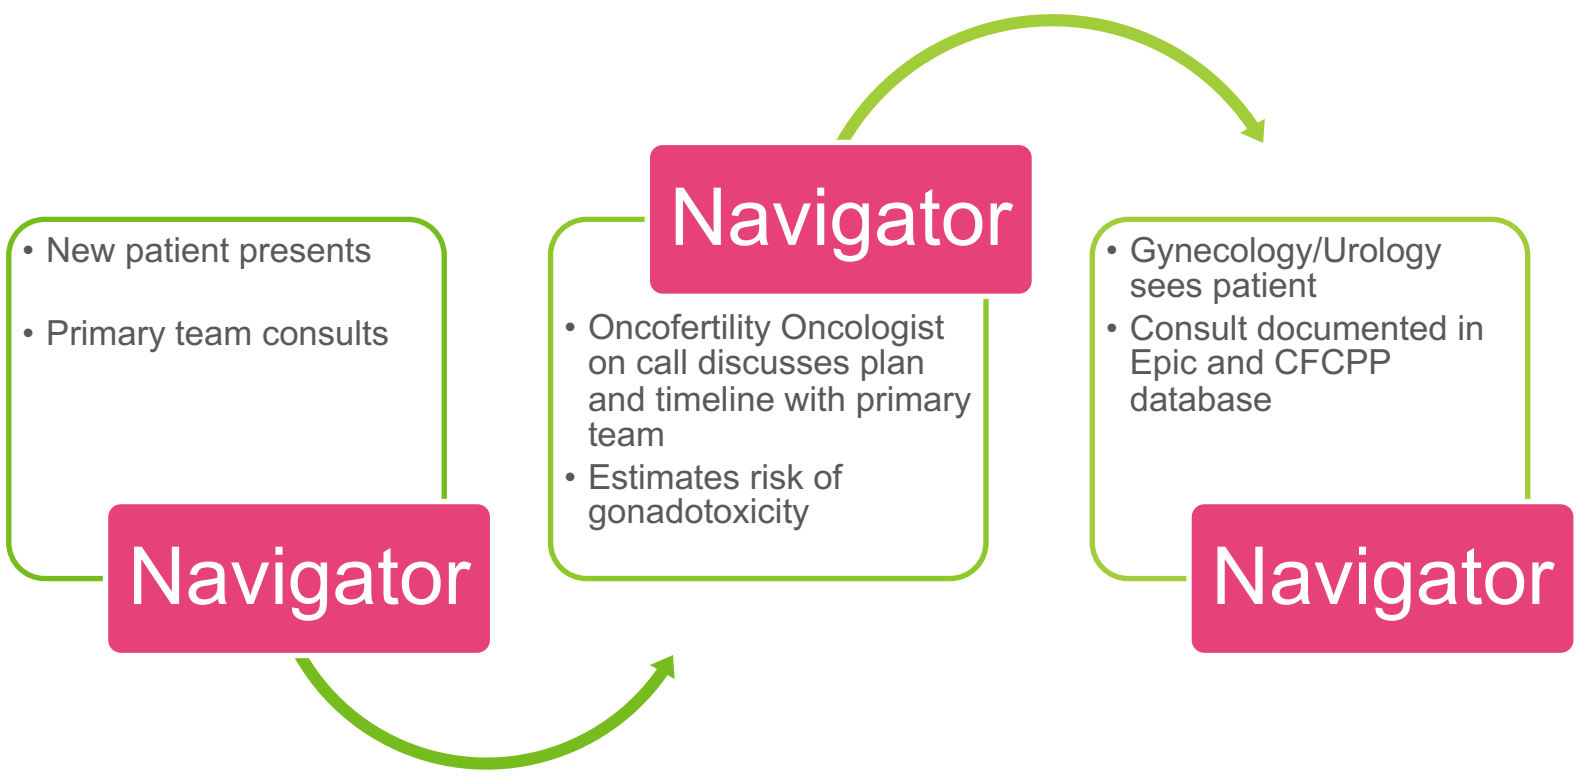 • New patient presents
• Primary team consults
Navigator
Navigator
• Oncofertility Oncologist
on call discusses plan
and timeline with primary
team
• Estimates risk of
gonadotoxicity
• Gynecology/Urology
sees patient
• Consult documented in
Epic and CFCPP
database
Navigator